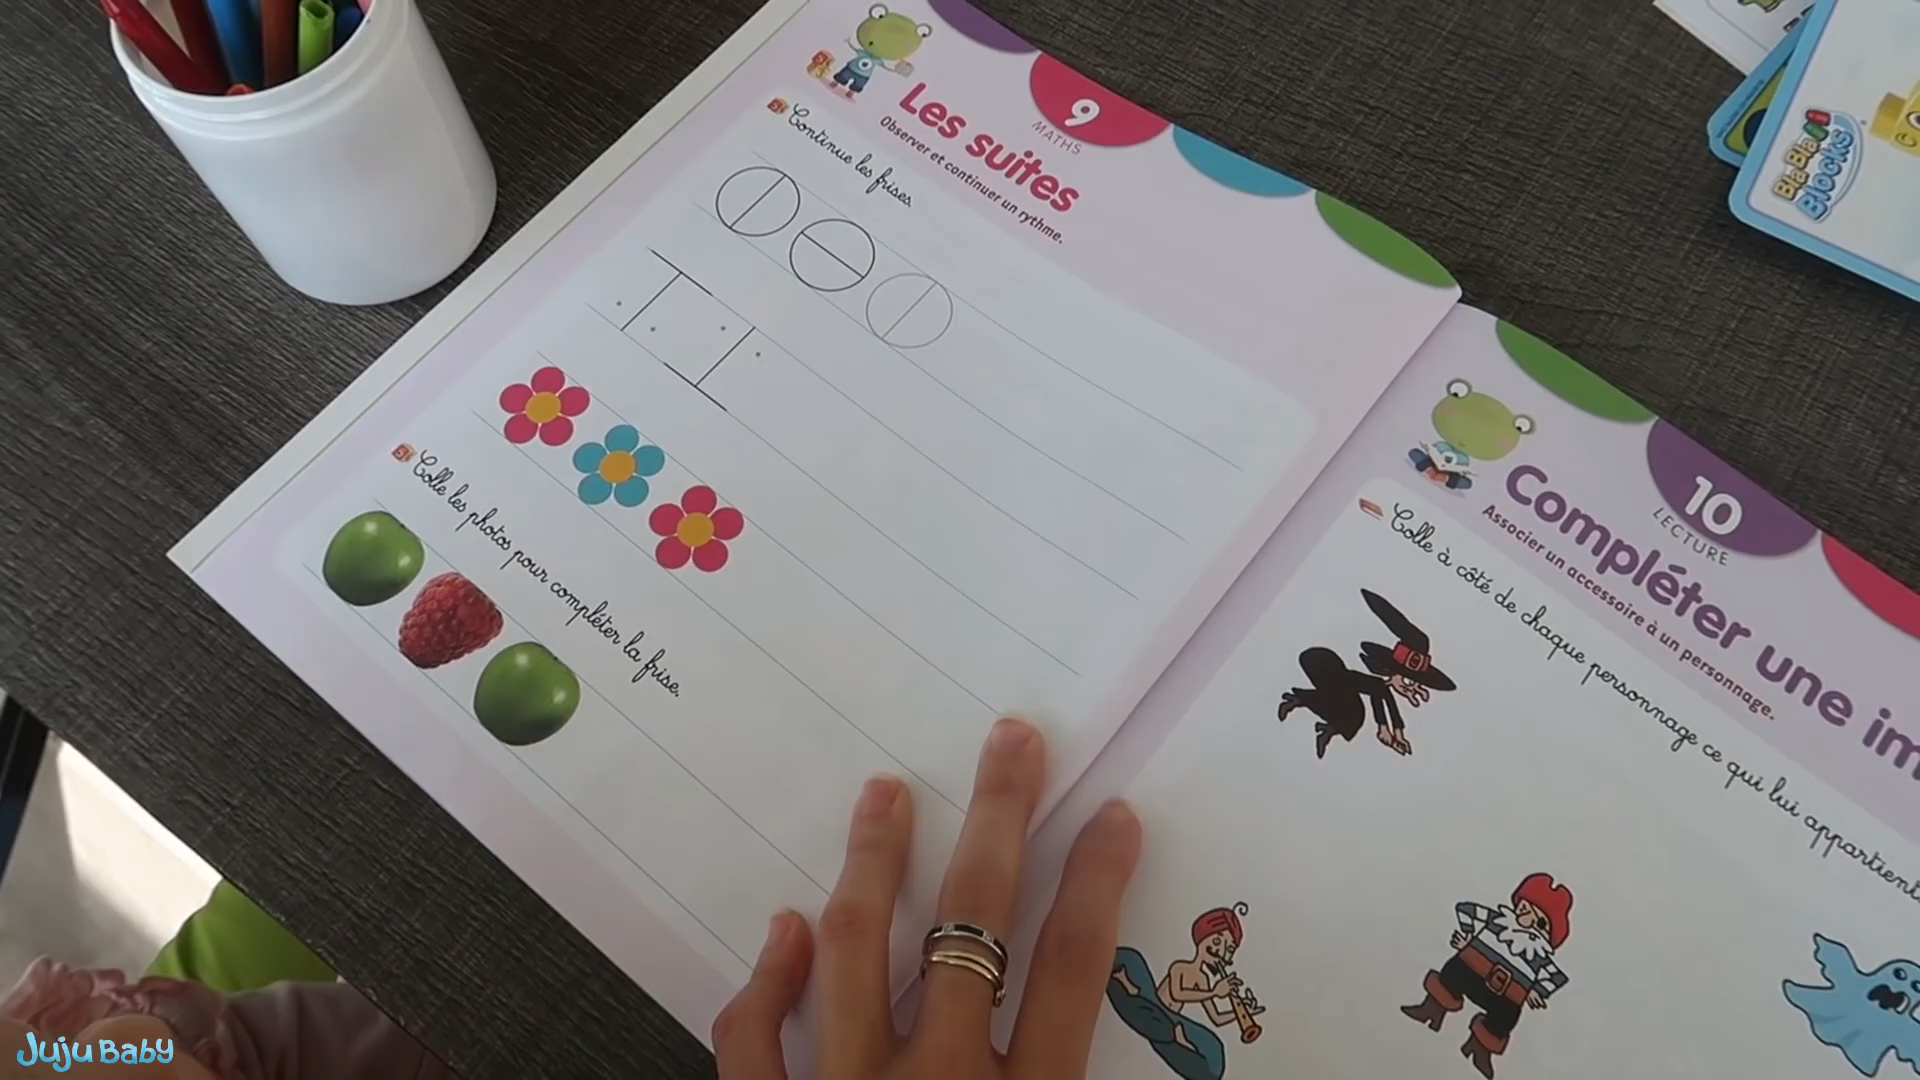 9
MATHS
Les suites
Observer et continuer un rythme.
Continue les frises.
Colle les photos pour compléter la frise.
10
LECTURE
Compléter une im
Associer un accessoire à un personnage.
Colle à côté de chaque personnage ce qui lui appartient
Bla Bla
Blocks
Juju Baby